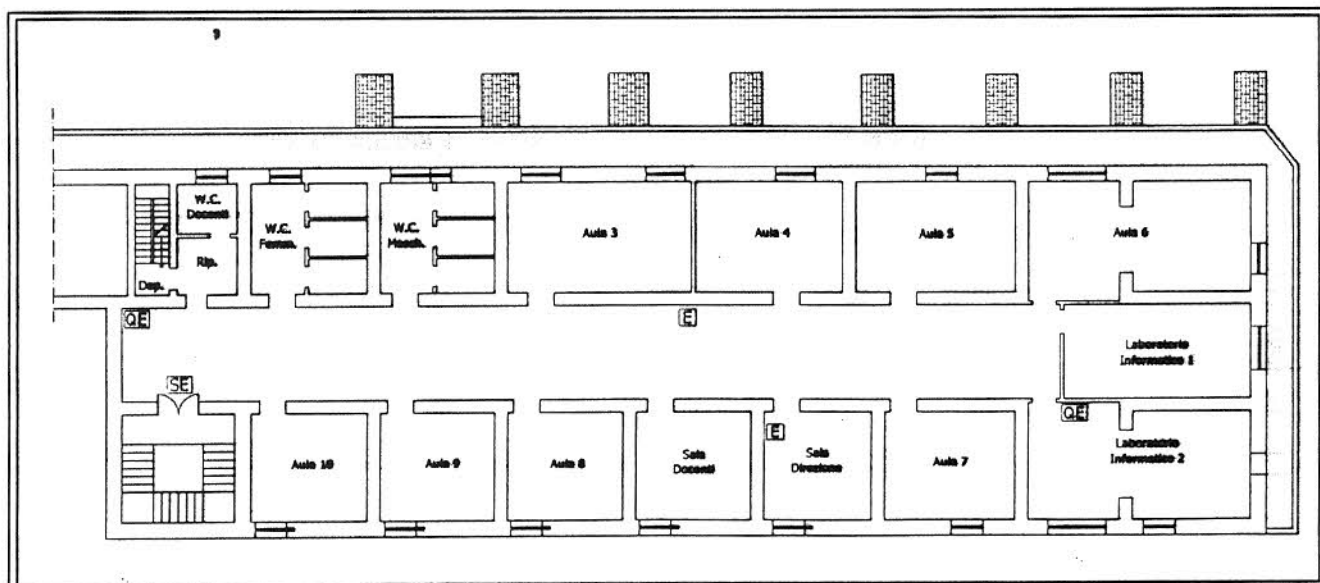 9
W.C.
Docenti
W.C.
Femm.
W.C.
Masch.
Rip.
Dep.
Aula 3
Aula 4
Aula 5
Aula 6
QE
E
Laboratorio
Informatico 1
SE
QE
E
Aula 10
Aula 9
Aula 8
Sala
Docenti
Sala
Direzione
Aula 7
Laboratorio
Informatico 2